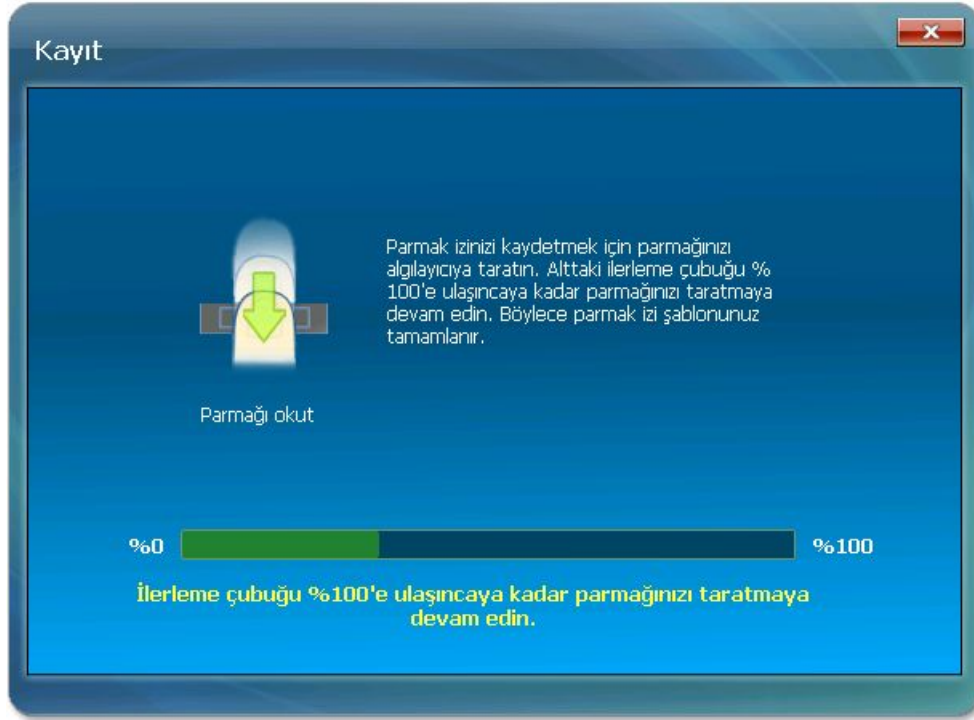 Kayıt
Parmak izinizi kaydetmek için parmağınızı
algılayıcıya taratın. Alttaki ilerleme çubuğu %
100'e ulaşıncaya kadar parmağınızı taratmaya
devam edin. Böylece parmak izi şablonunuz
tamamlanır.
Parmağı okut
%0
%100
İlerleme çubuğu %100'e ulaşıncaya kadar parmağınızı taratmaya
devam edin.